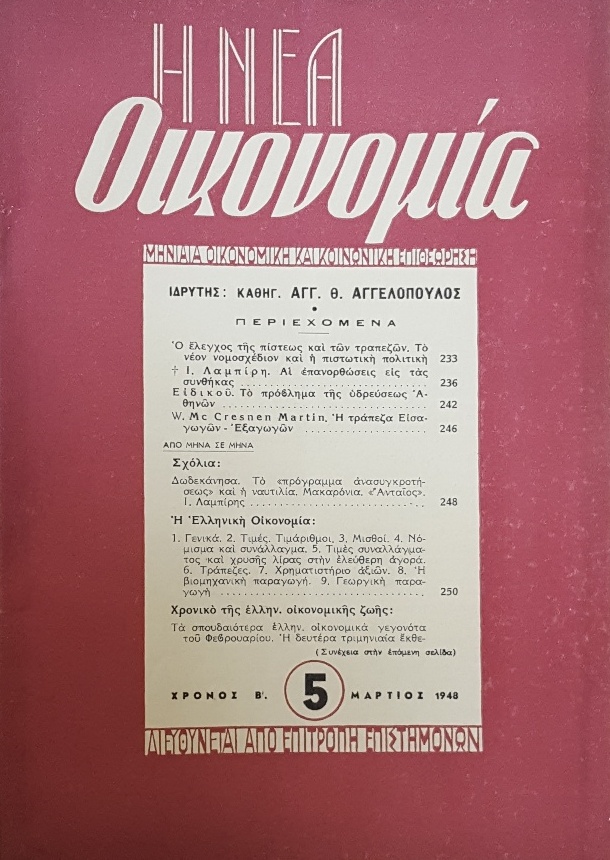 Η ΝΕΑ
Οικονομία
ΜΗΝΙΑΙΑ ΟΙΚΟΝΟΜΙΚΗ ΚΑΙ ΚΟΙΝΩΝΙΚΗ ΕΠΙΘΕΩΡΗΣΗ
ΙΔΡΥΤΗΣ: ΚΑΘΗΓ. ΑΓΓ. Θ. ΑΓΓΕΛΟΠΟΥΛΟΣ
•
ΠΕΡΙΕΧΟΜΕΝΑ
Ὁ ἔλεγχος τῆς πίστεως καὶ τῶν τραπεζῶν. Τὸ
νέον νομοσχέδιον καὶ ἡ πιστωτικὴ πολιτικὴ 233
† Ι. Λαμπίρη. Αἱ ἐπανορθώσεις εἰς τὰς
συνθήκας .............................. 236
Εἰδικοῦ. Τὸ πρόβλημα τῆς ὑδρεύσεως Ἀ-
θηνῶν .............................. 242
W. Mc Cresnen Martin. Ἡ τράπεζα Εἰσα-
γωγῶν - Ἐξαγωγῶν .................. 246
ΑΠΟ ΜΗΝΑ ΣΕ ΜΗΝΑ
Σχόλια:
Δωδεκάνησα. Τὸ «πρόγραμμα ἀνασυγκροτή-
σεως» καὶ ἡ ναυτιλία. Μακαρόνια. «Ἀνταῖος».
Ι. Λαμπίρης .............................. 248
Ἡ Ἑλληνικὴ Οἰκονομία:
1. Γενικά. 2. Τιμές. Τιμάριθμοι. 3. Μισθοί. 4. Νό-
μισμα καὶ συνάλλαγμα. 5. Τιμὲς συναλλάγμα-
τος καὶ χρυσῆς λίρας στὴν ἐλεύθερη ἀγορά.
6. Τράπεζες. 7. Χρηματιστήριο ἀξιῶν. 8. Ἡ
βιομηχανικὴ παραγωγή. 9. Γεωργικὴ παρα-
γωγὴ .............................. 250
Χρονικὸ τῆς ἑλλην. οἰκονομικῆς ζωῆς:
Τὰ σπουδαιότερα ἑλλην. οἰκονομικὰ γεγονότα
τοῦ Φεβρουαρίου. Ἡ δευτέρα τριμηνιαία ἔκθε-
(Συνέχεια στὴν ἑπόμενη σελίδα)
ΧΡΟΝΟΣ Β'. 5 ΜΑΡΤΙΟΣ 1948
ΔΙΕΥΘΥΝΕΤΑΙ ΑΠΟ ΕΠΙΤΡΟΠΗ ΕΠΙΣΤΗΜΟΝΩΝ